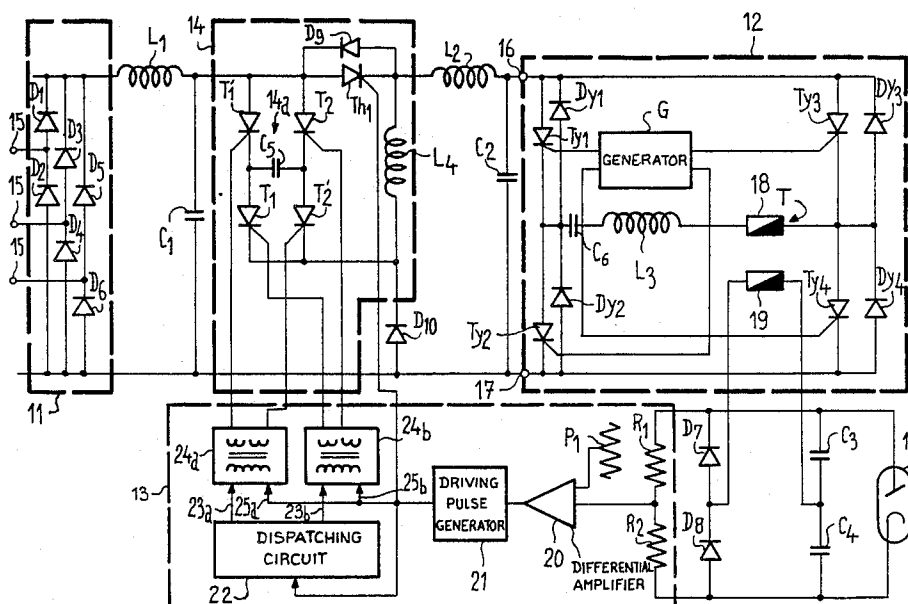 L1
14
D9
L2
16
12
D1
15
D3
D2
D5
15
D4
15
D6
C1
T'1
14a
T2
Th1
C5
T1
T'2
L4
D10
C2
Dy1
Ty1
G
GENERATOR
Ty3
Dy3
18
T
C6
L3
19
Dy2
Ty2
Ty4
Dy4
17
11
13
24a
24b
23a
25a
23b
25b
DISPATCHING
CIRCUIT
22
DRIVING
PULSE
GENERATOR
21
P1
R1
20
R2
DIFFERENTIAL
AMPLIFIER
D7
D8
C3
C4